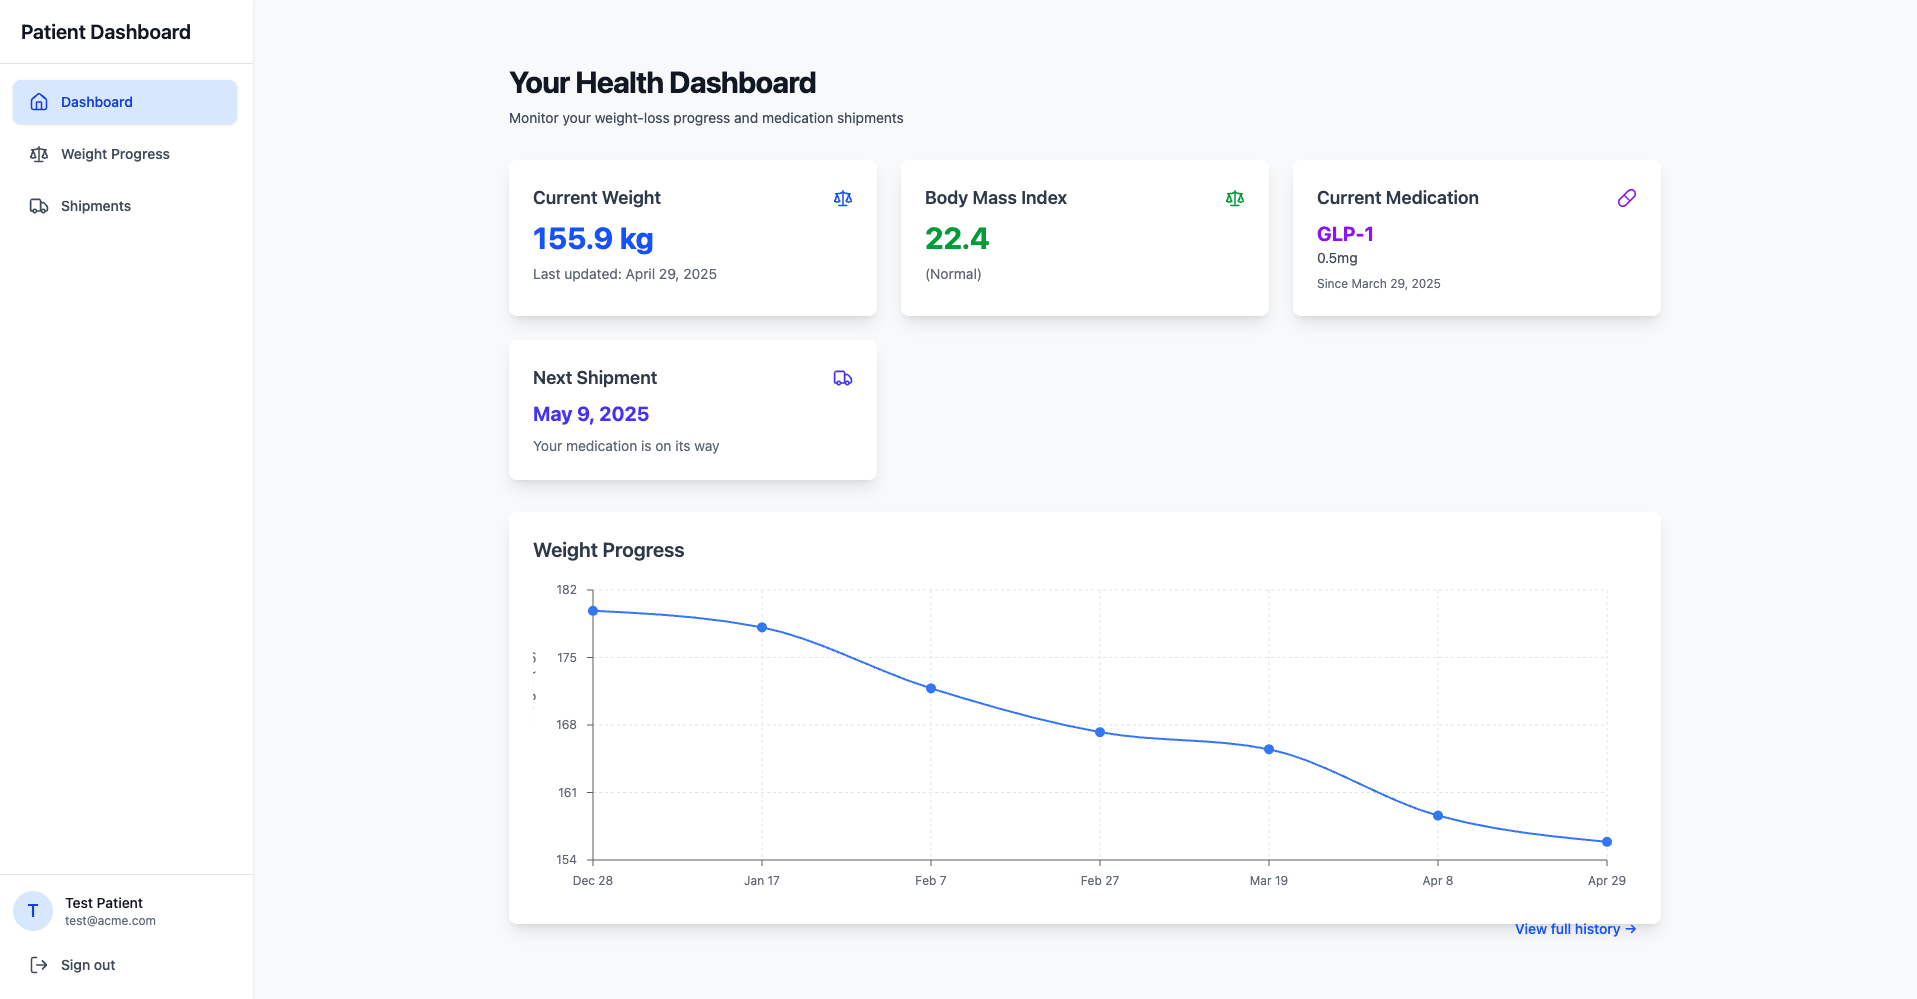 Patient Dashboard
Dashboard
Weight Progress
Shipments
Test Patient
T
test@acme.com
Sign out
Your Health Dashboard
Monitor your weight-loss progress and medication shipments
Current Weight
155.9 kg
Last updated: April 29, 2025
Body Mass Index
22.4
(Normal)
Current Medication
GLP-1
0.5mg
Since March 29, 2025
Next Shipment
May 9, 2025
Your medication is on its way
Weight Progress
182
175
168
161
154
Dec 28 Jan 17 Feb 7 Feb 27 Mar 19 Apr 8 Apr 29
View full history →